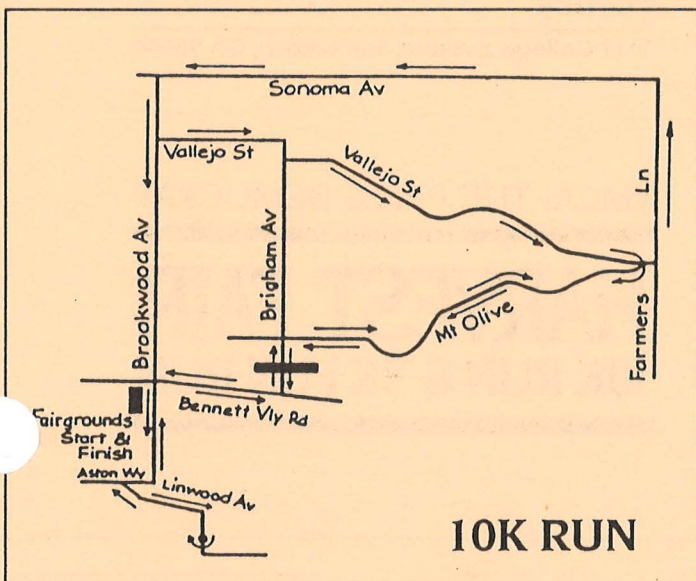 Sonoma Av
Vallejo St
Vallejo St
Ln
Farmers
Brookwood Av
Brigham Av
Mt Olive
Bennett Vly Rd
Fairgrounds
Start &
Finish
Aston Wy
Linwood Av
10K RUN